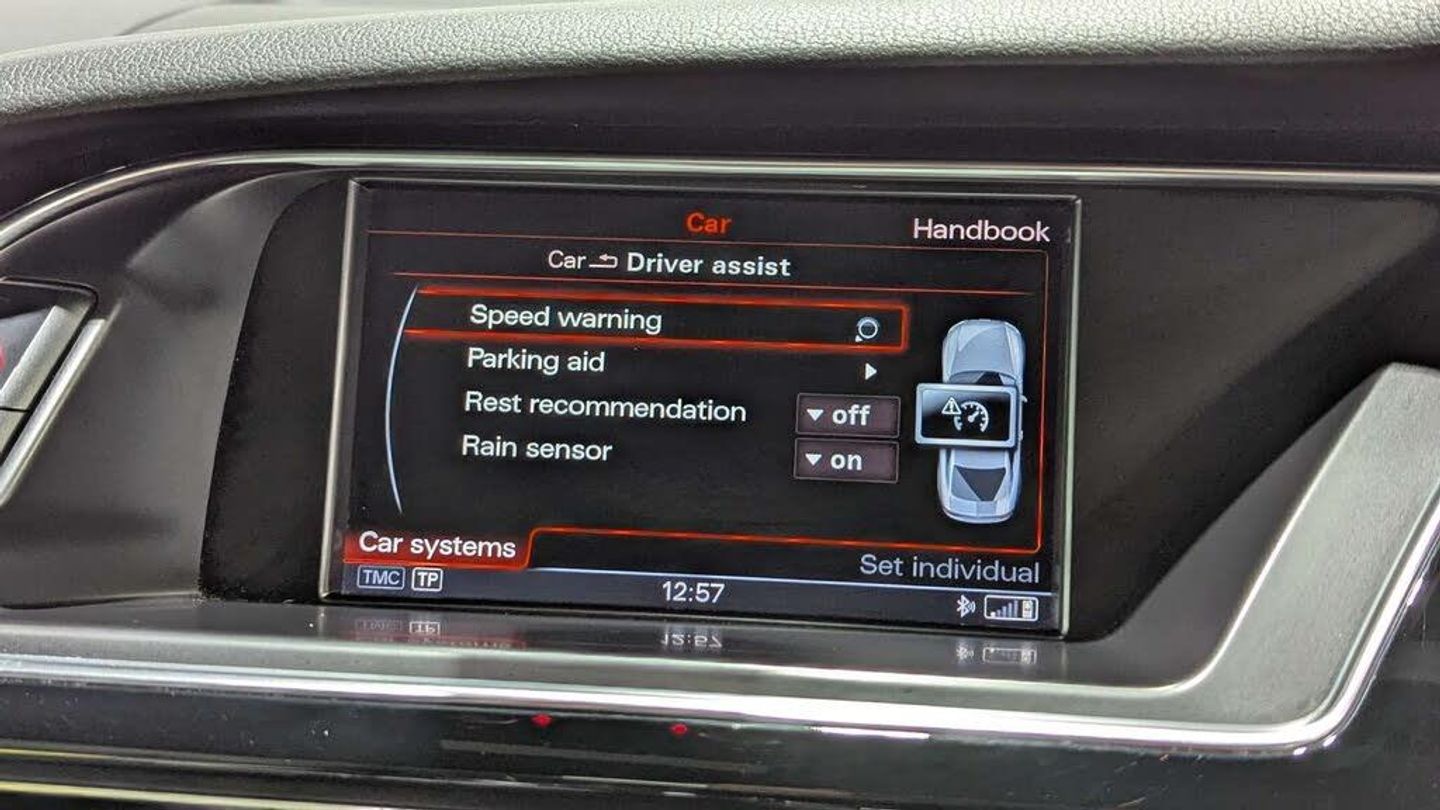 Car
Handbook
Car Driver assist
Speed warning
Parking aid
Rest recommendation off
Rain sensor on
Car systems
Set individual
TMC TP
12:57